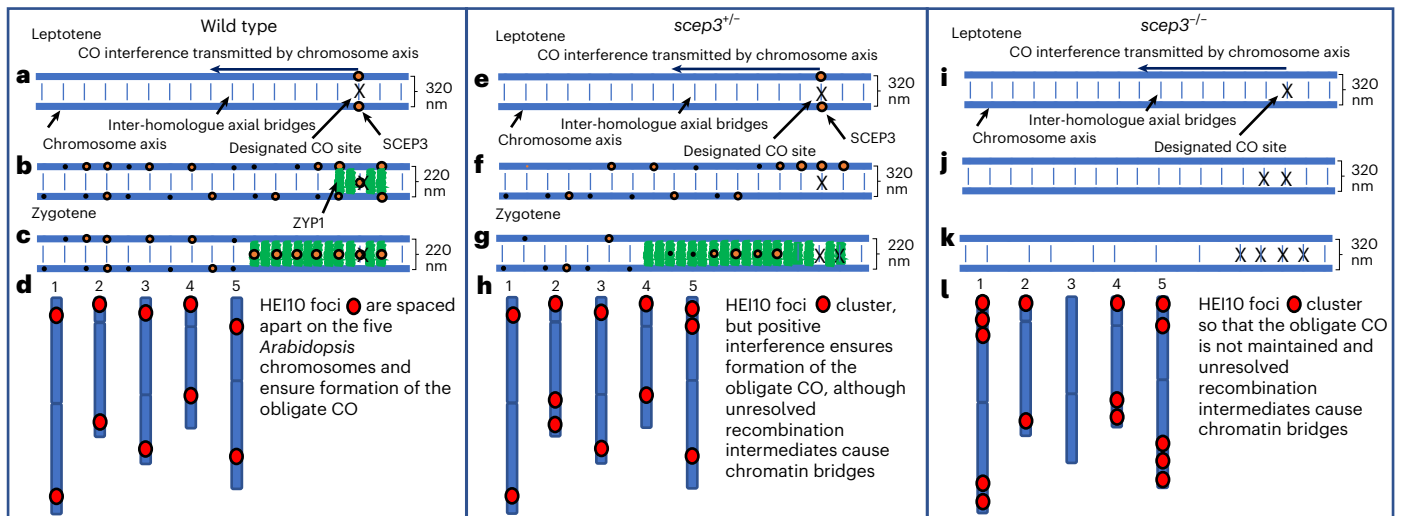 Wild type
Leptotene
CO interference transmitted by chromosome axis
a
320
nm
Inter-homologue axial bridges
Chromosome axis
Designated CO site
SCEP3
b
220
nm
Zygotene
ZYP1
c
220
nm
d
1 2 3 4 5
HEI10 foci are spaced
apart on the five
Arabidopsis
chromosomes and
ensure formation of the
obligate CO
scep3+/−
Leptotene
CO interference transmitted by chromosome axis
e
320
nm
Inter-homologue axial bridges
Chromosome axis
Designated CO site
SCEP3
f
320
nm
Zygotene
g
220
nm
h
1 2 3 4 5
HEI10 foci cluster,
but positive
interference ensures
formation of the
obligate CO, although
unresolved
recombination
intermediates cause
chromatin bridges
scep3−/−
Leptotene
CO interference transmitted by chromosome axis
i
320
nm
Inter-homologue axial bridges
Chromosome axis
Designated CO site
j
320
nm
k
320
nm
l
1 2 3 4 5
HEI10 foci cluster
so that the obligate CO
is not maintained and
unresolved
recombination
intermediates cause
chromatin bridges